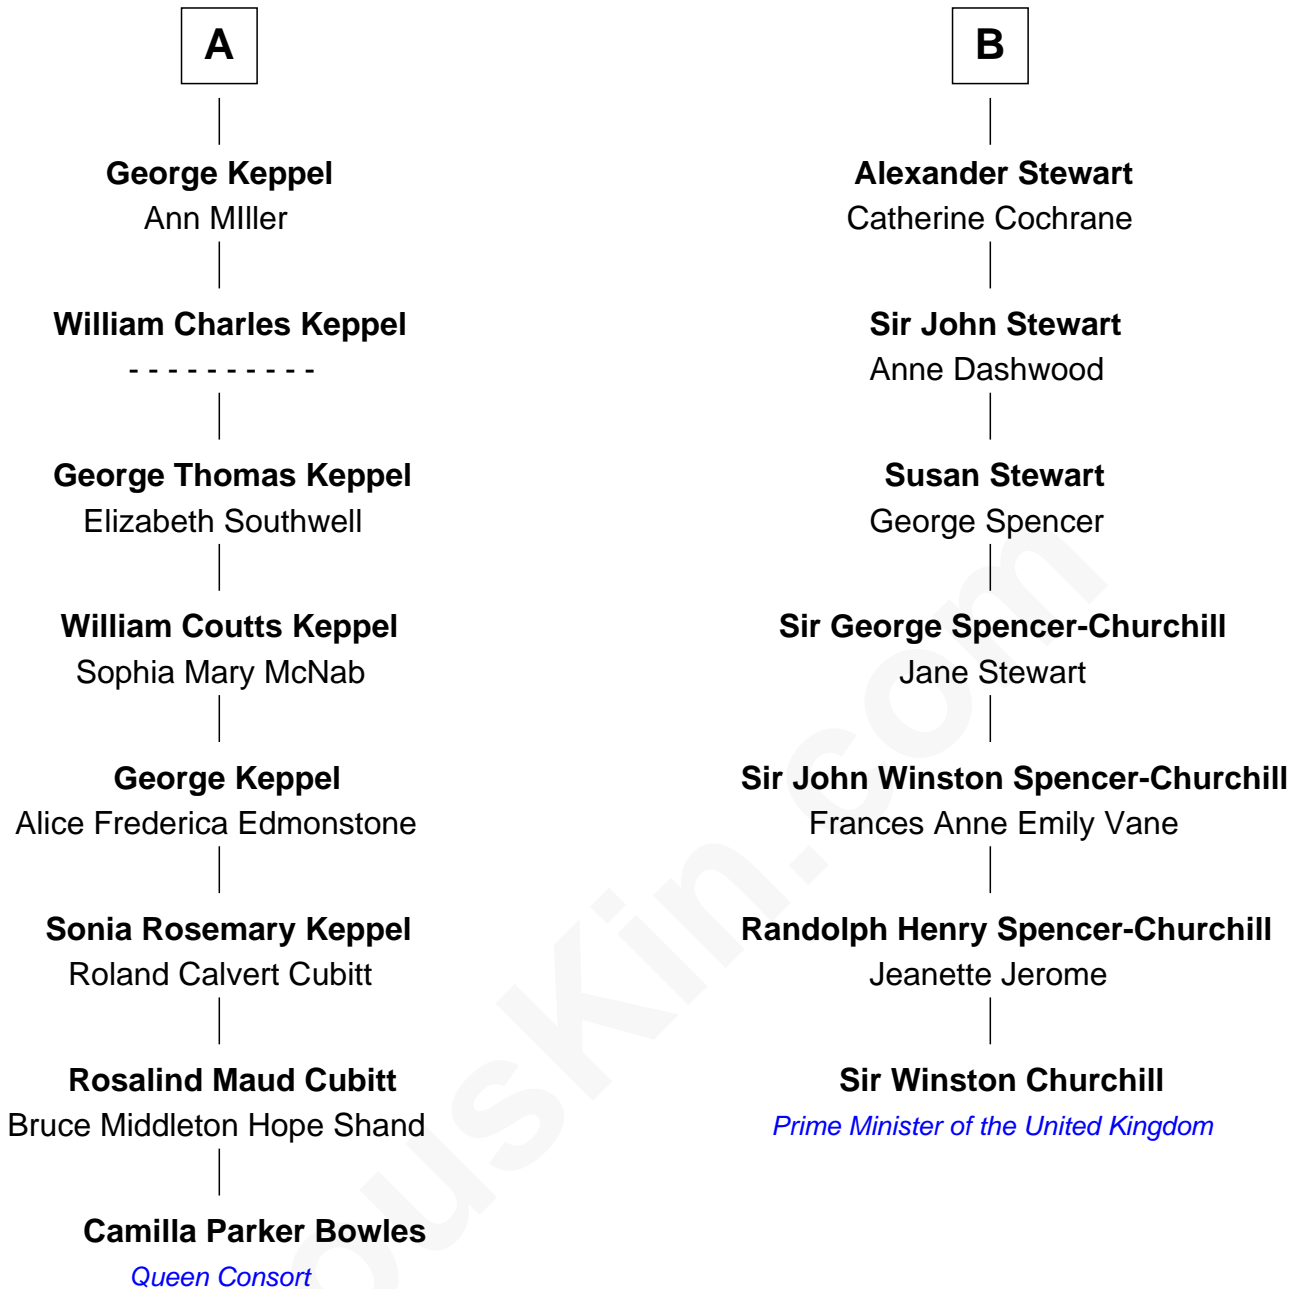 A
George Keppel
Ann MIller
William Charles Keppel
- - - - - - - - - -
George Thomas Keppel
Elizabeth Southwell
William Coutts Keppel
Sophia Mary McNab
George Keppel
Alice Frederica Edmonstone
Sonia Rosemary Keppel
Roland Calvert Cubitt
Rosalind Maud Cubitt
Bruce Middleton Hope Shand
Camilla Parker Bowles
Queen Consort
B
Alexander Stewart
Catherine Cochrane
Sir John Stewart
Anne Dashwood
Susan Stewart
George Spencer
Sir George Spencer-Churchill
Jane Stewart
Sir John Winston Spencer-Churchill
Frances Anne Emily Vane
Randolph Henry Spencer-Churchill
Jeanette Jerome
Sir Winston Churchill
Prime Minister of the United Kingdom
ousKin.com